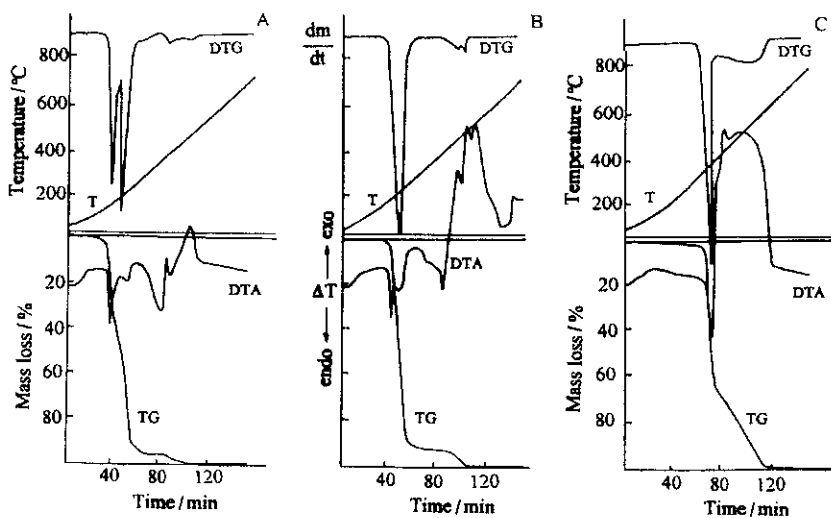 A
DTG
800
600
400
200
Temperature / °C
T
DTA
20
40
60
80
Mass loss / %
TG
40 80 120
Time / min
B
dm
dt
DTG
T
exo
ΔT
endo
DTA
TG
40 80 120
Time / min
C
DTG
800
600
400
200
Temperature / °C
T
DTA
20
40
60
80
Mass loss / %
TG
40 80 120
Time / min